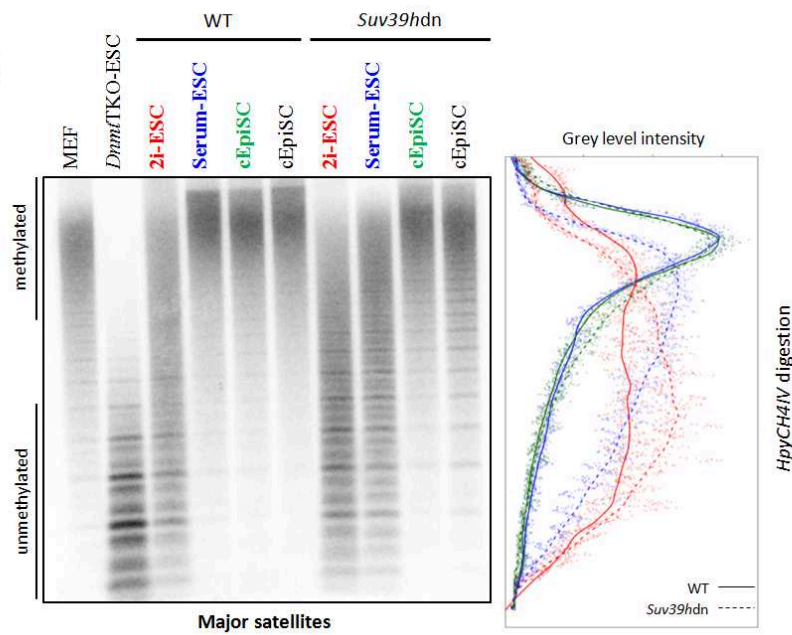 WT
Suv39hdn
MEF
DnmtTKO-ESC
2i-ESC
Serum-ESC
cEpiSC
cEpiSC
2i-ESC
Serum-ESC
cEpiSC
cEpiSC
methylated
unmethylated
Major satellites
Grey level intensity
HpyCH4IV digestion
WT
Suv39hdn